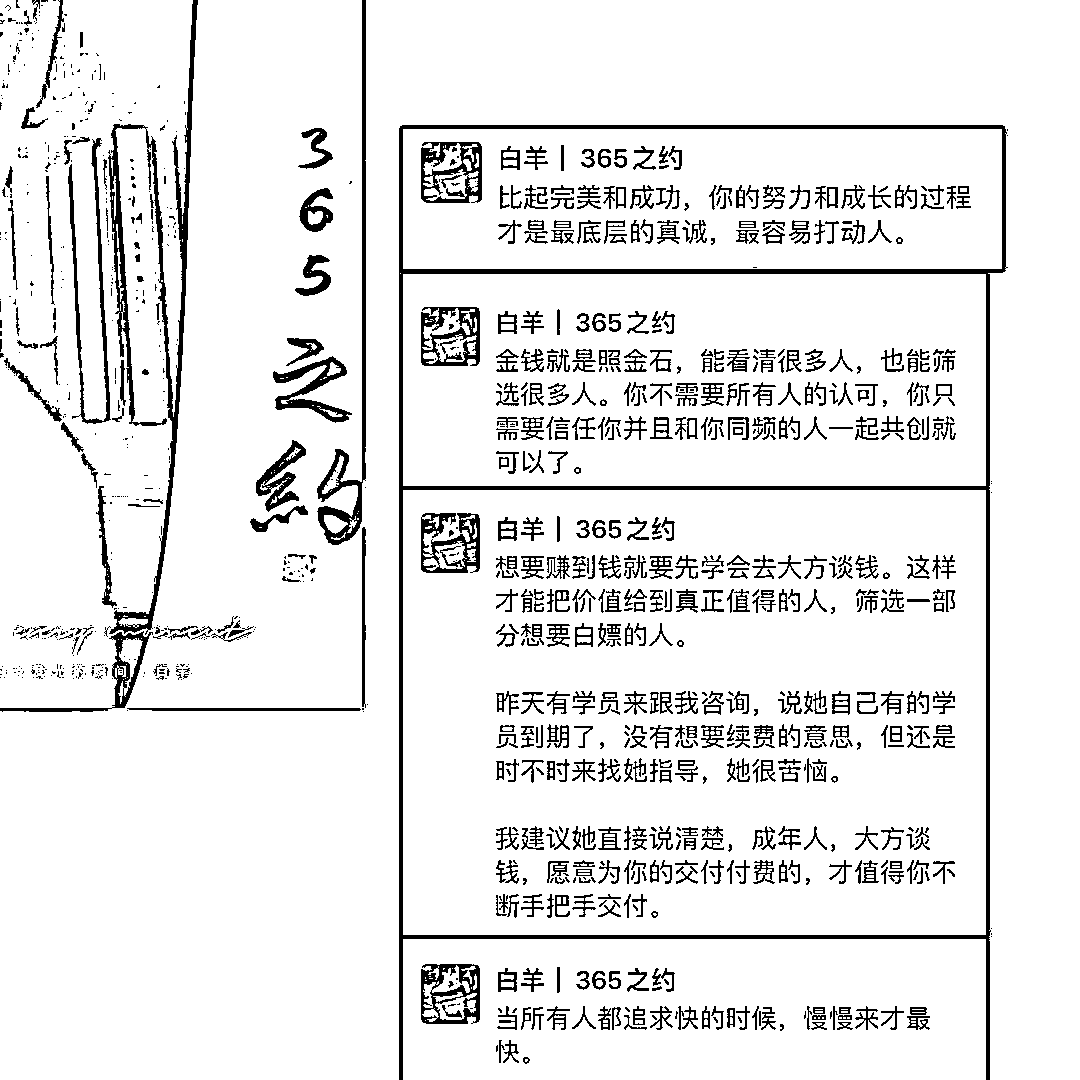 3
6
5
之
約
every moment
白羊 | 365之约
比起完美和成功，你的努力和成长的过程
才是最底层的真诚，最容易打动人。
白羊 | 365之约
金钱就是照金石，能看清很多人，也能筛
选很多人。你不需要所有人的认可，你只
需要信任你并且和你同频的人一起共创就
可以了。
白羊 | 365之约
想要赚到钱就要先学会去大方谈钱。这样
才能把价值给到真正值得的人，筛选一部
分想要白嫖的人。
昨天有学员来跟我咨询，说她自己有的学
员到期了，没有想要续费的意思，但还是
时不时来找她指导，她很苦恼。
我建议她直接说清楚，成年人，大方谈
钱，愿意为你的交付付费的，才值得你不
断手把手交付。
白羊 | 365之约
当所有人都追求快的时候，慢慢来才最
快。